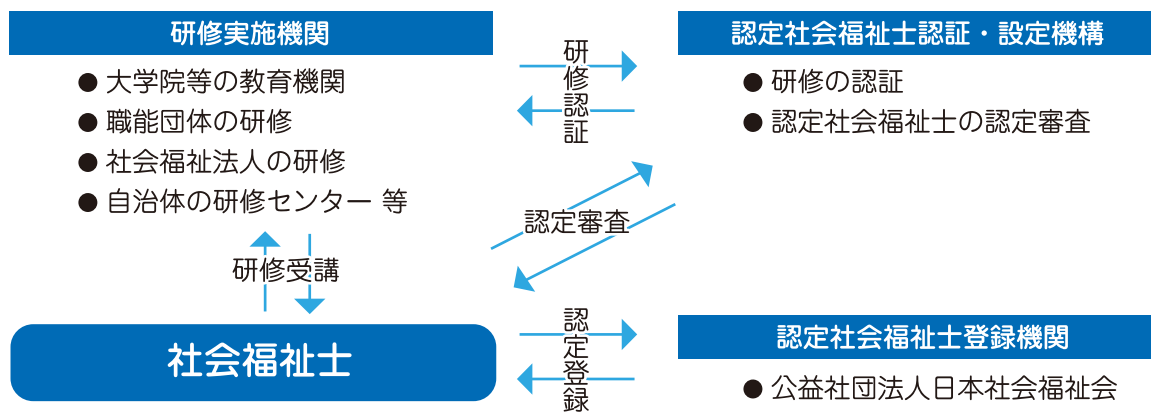 研修実施機関
● 大学院等の教育機関
● 職能団体の研修
● 社会福祉法人の研修
● 自治体の研修センター 等
研修認証
認定社会福祉士認証・設定機構
● 研修の認証
● 認定社会福祉士の認定審査
認定審査
研修受講
社会福祉士
認定登録
認定社会福祉士登録機関
● 公益社団法人日本社会福祉会